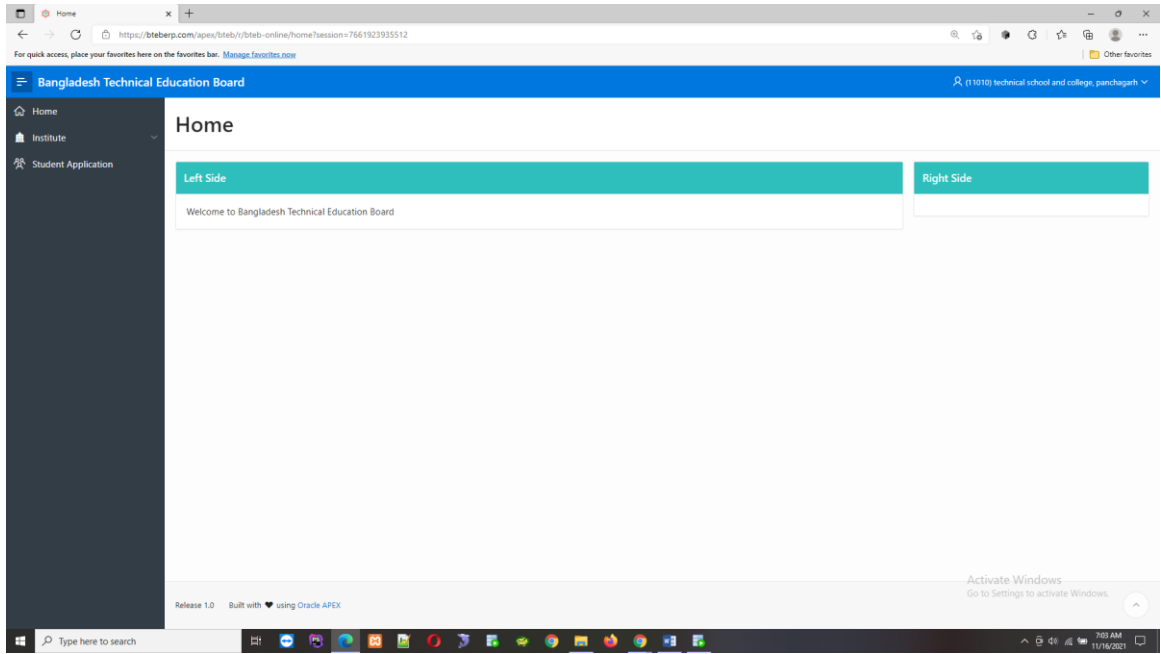 Home
https://bteberp.com/apex/bteb/r/bteb-online/home?session=7661923935512
For quick access, place your favorites here on the favorites bar. Manage favorites now
Other favorites
Bangladesh Technical Education Board
(11010) technical school and college, panchagarh
Home
Institute
Student Application
Home
Left Side
Right Side
Welcome to Bangladesh Technical Education Board
Activate Windows
Go to Settings to activate Windows.
Release 1.0 Built with ♥ using Oracle APEX
Type here to search
7:03 AM
11/16/2021